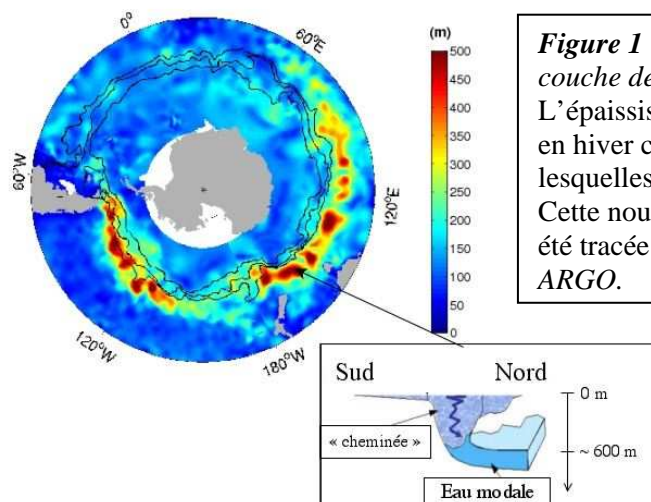 0°
60°E
120°E
180°W
120°W
60°W
(m)
500
450
400
350
300
250
200
150
100
50
0
Figure 1
couche de
L'épaissis
en hiver c
lesquelles
Cette nou
été tracée
ARGO.
Sud Nord
0 m
« cheminée »
~ 600 m
Eau modale